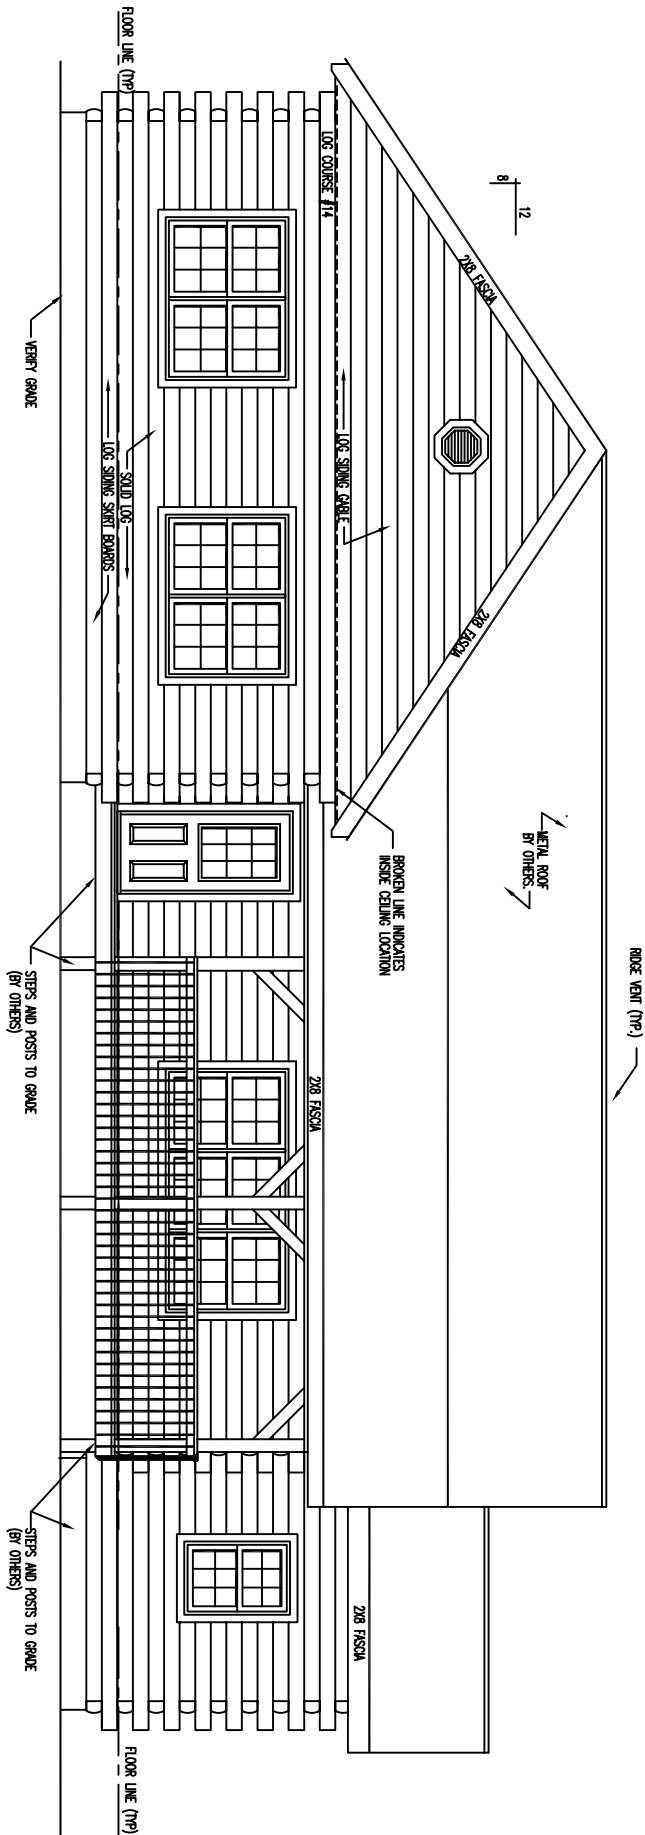 RIDGE VENT (TYP.)
12
8
2X8 FASCIA
2X8 FASCIA
METAL ROOF
BY OTHERS.
BROKEN LINE INDICATES
INSIDE CEILING LOCATION
LOG COURSE #14
LOG SIDING GABLE
2X8 FASCIA
2X8 FASCIA
FLOOR LINE (TYP)
SOLID LOG
LOG SIDING SKIRT BOARDS
FLOOR LINE (TYP)
VERIFY GRADE
STEPS AND POSTS TO GRADE
(BY OTHERS)
STEPS AND POSTS TO GRADE
(BY OTHERS)